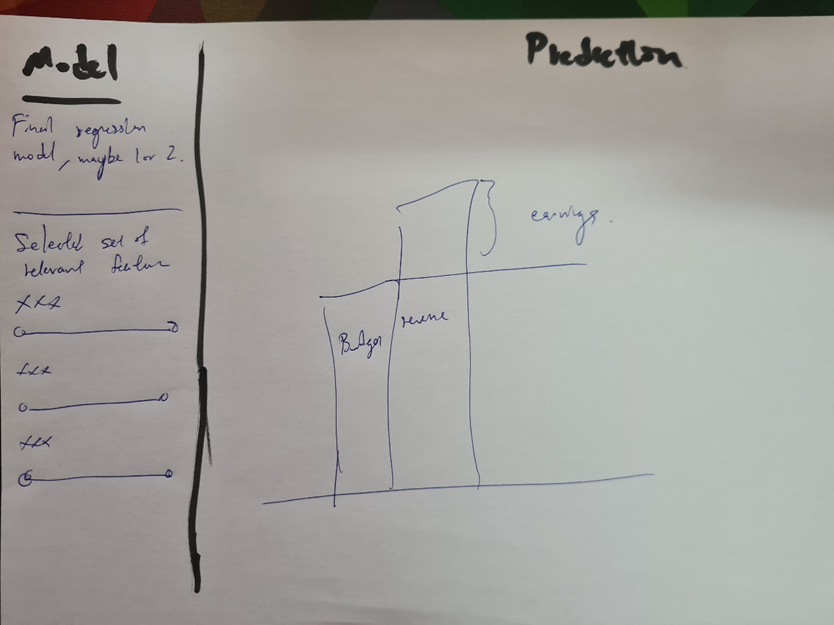 Model
Final regression
model, maybe 1 or 2.
Selected set of
relevant feature
xxx
xxx
xxx
Prediction
earnings.
Budget
revenue